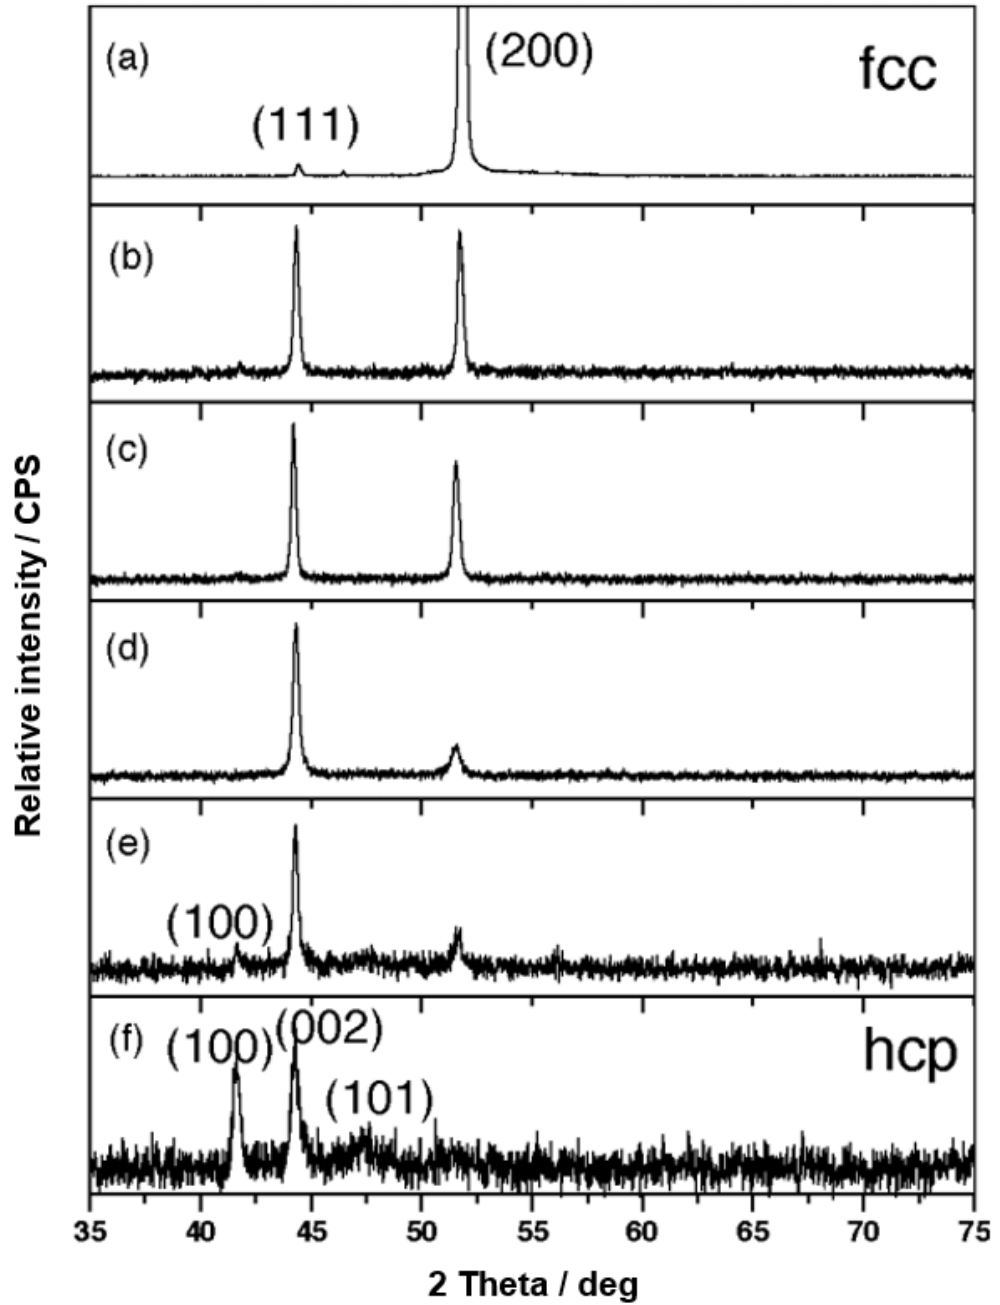 (a)
(111)
(200)
fcc
(b)
(c)
(d)
(e)
(100)
(f)
(100)
(002)
(101)
hcp
Relative intensity / CPS
35 40 45 50 55 60 65 70 75
2 Theta / deg